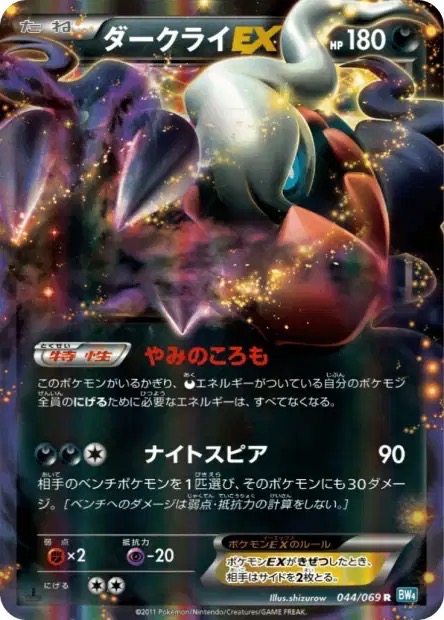 たね ダークライEX HP180
とくせい
特性 やみのころも
このポケモンがいるかぎり、エネルギーがついている自分のポケモン
全員のにげるために必要なエネルギーは、すべてなくなる。
ナイトスピア 90
相手のベンチポケモンを1匹選び、そのポケモンにも30ダメー
ジ。[ベンチへのダメージは弱点・抵抗力の計算をしない。]
弱点 ×2 抵抗力 -20
にげる
ポケモンEXのルール
ポケモンEXがきぜつしたとき、
相手はサイドを2枚とる。
Illus.shizurow 044/069 R BW4
©2011 Pokémon/Nintendo/Creatures/GAME FREAK.